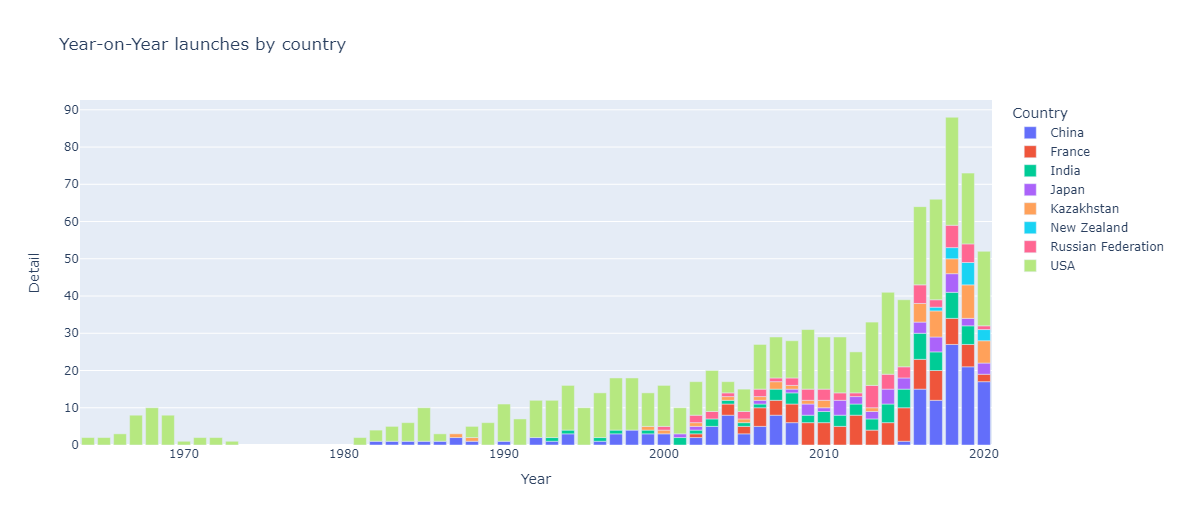 Year-on-Year launches by country
Detail
90
80
70
60
50
40
30
20
10
0
1970
1980
1990
2000
2010
2020
Year
Country
China
France
India
Japan
Kazakhstan
New Zealand
Russian Federation
USA